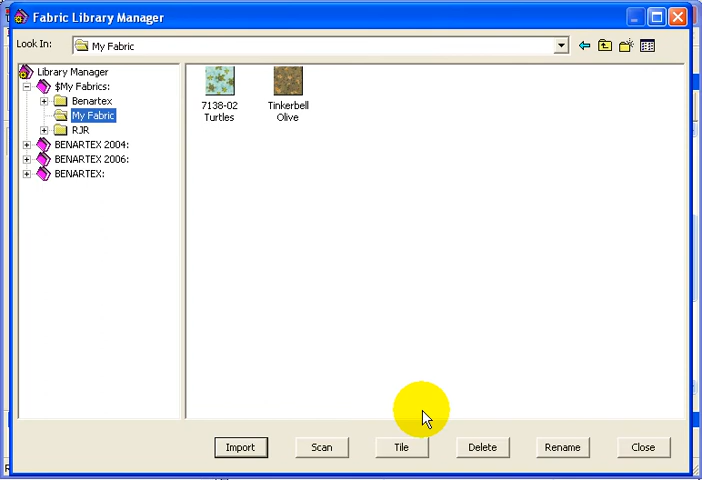 Fabric Library Manager
Look In: My Fabric
Library Manager
$My Fabrics:
Benartex
My Fabric
RJR
BENARTEX 2004:
BENARTEX 2006:
BENARTEX:
7138-02
Turtles
Tinkerbell
Olive
Import Scan Tile Delete Rename Close